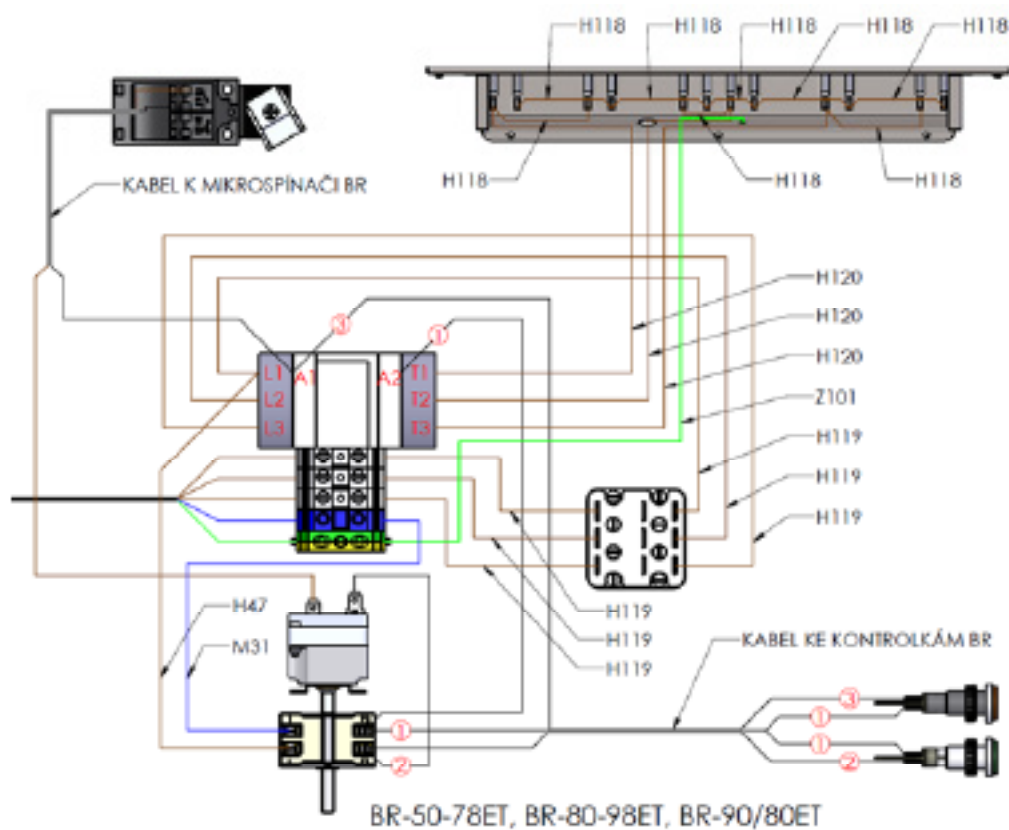 H118 H118 H118 H118 H118
KABEL K MIKROSPÍNAČI BR
H118 H118 H118
H120
③
H120
①
L1 A1 A2 T1
H120
L2 T2
Z101
L3 T3
H119
H119
H119
H47
H119
M31
H119
KABEL KE KONTROLKÁM BR
H119
③
①
①
①
②
②
BR-50-78ET, BR-80-98ET, BR-90/80ET